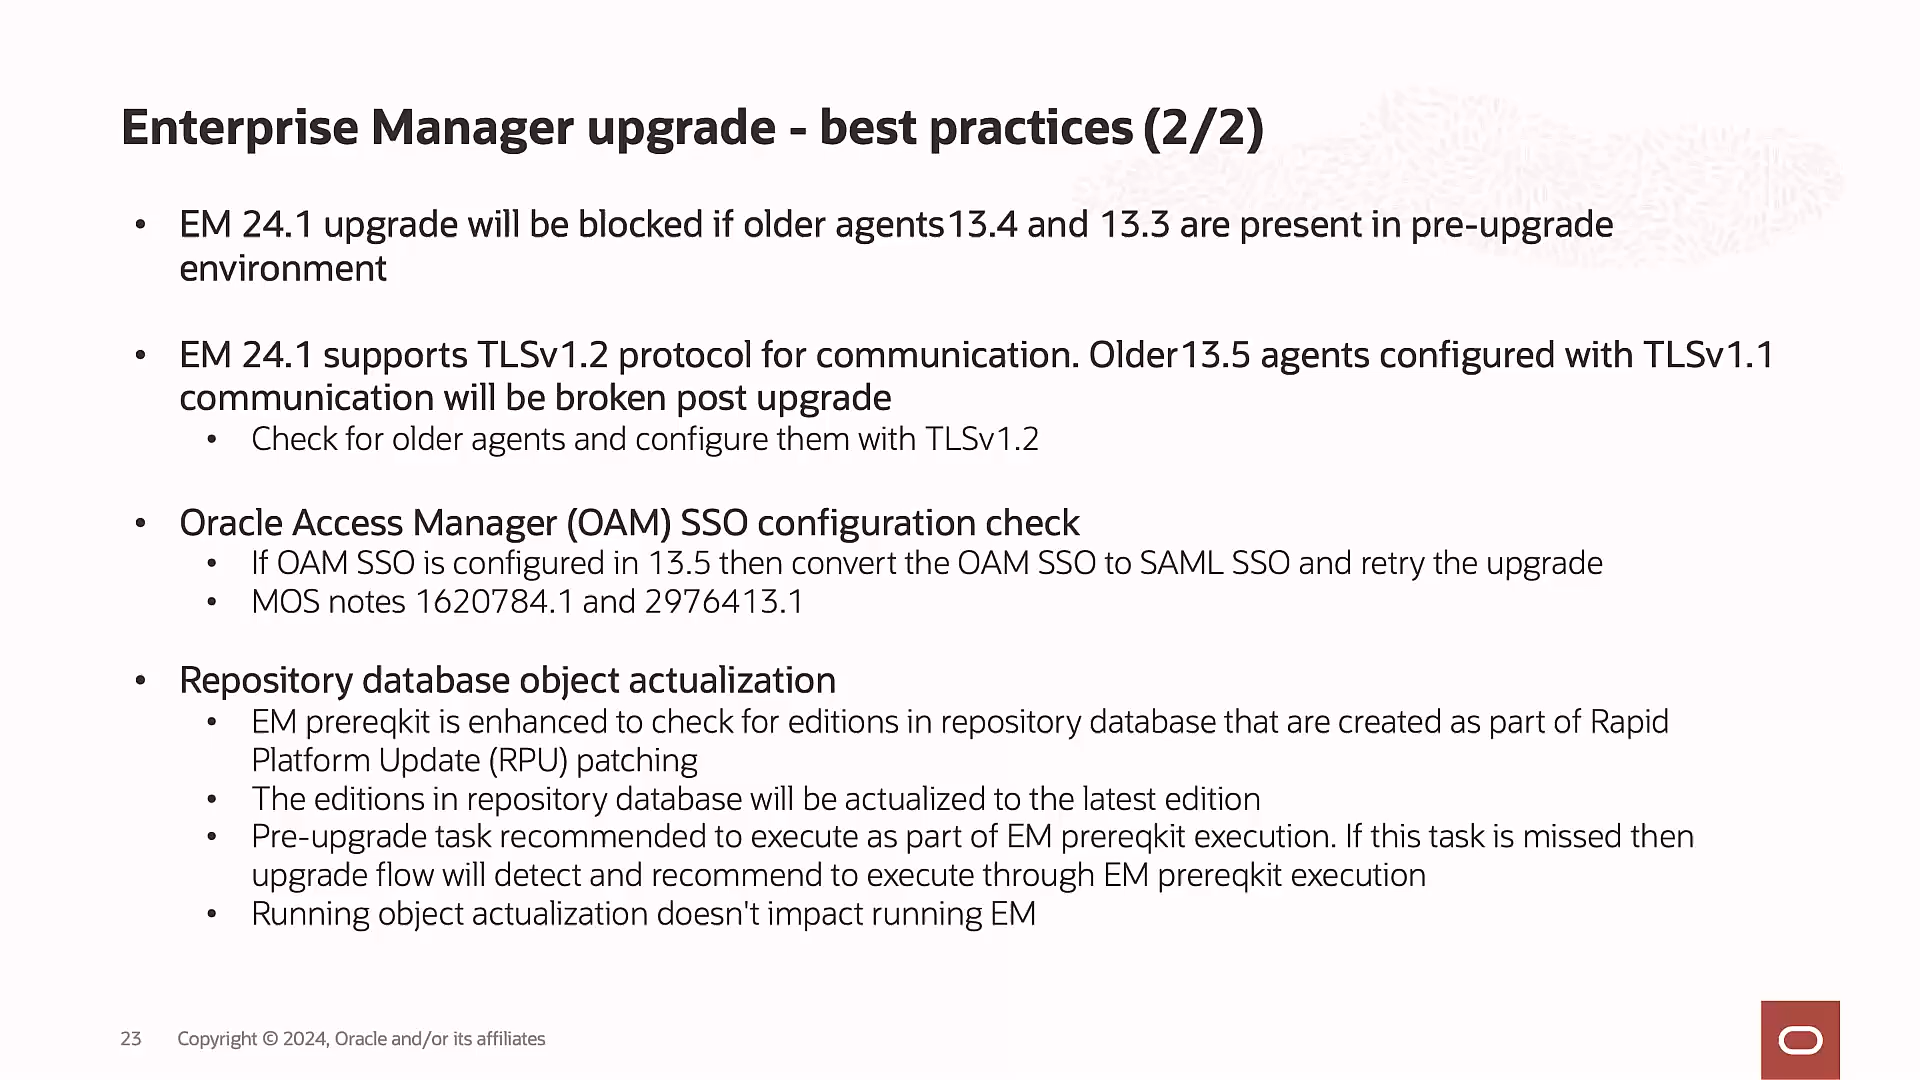 Enterprise Manager upgrade - best practices (2/2)
• EM 24.1 upgrade will be blocked if older agents13.4 and 13.3 are present in pre-upgrade
environment
• EM 24.1 supports TLSv1.2 protocol for communication. Older13.5 agents configured with TLSv1.1
communication will be broken post upgrade
• Check for older agents and configure them with TLSv1.2
• Oracle Access Manager (OAM) SSO configuration check
• If OAM SSO is configured in 13.5 then convert the OAM SSO to SAML SSO and retry the upgrade
• MOS notes 1620784.1 and 2976413.1
• Repository database object actualization
• EM prereqkit is enhanced to check for editions in repository database that are created as part of Rapid
Platform Update (RPU) patching
• The editions in repository database will be actualized to the latest edition
• Pre-upgrade task recommended to execute as part of EM prereqkit execution. If this task is missed then
upgrade flow will detect and recommend to execute through EM prereqkit execution
• Running object actualization doesn't impact running EM
23 Copyright © 2024, Oracle and/or its affiliates